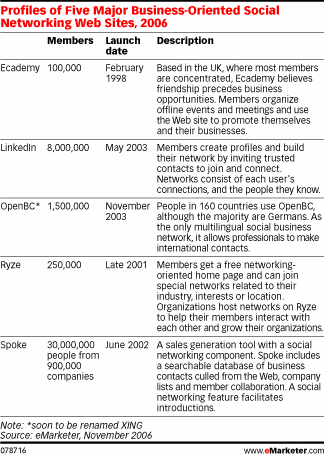 Profiles of Five Major Business-Oriented Social
Networking Web Sites, 2006
Members Launch Description
date
Ecademy 100,000 February Based in the UK, where most members
1998 are concentrated, Ecademy believes
friendship precedes business
opportunities. Members organize
offline events and meetings and use
the Web site to promote themselves
and their businesses.
LinkedIn 8,000,000 May 2003 Members create profiles and build
their network by inviting trusted
contacts to join and connect.
Networks consist of each user's
connections, and the people they know.
OpenBC* 1,500,000 November People in 160 countries use OpenBC,
2003 although the majority are Germans. As
the only multilingual social business
network, it allows professionals to make
international contacts.
Ryze 250,000 Late 2001 Members get a free networking-
oriented home page and can join
special networks related to their
industry, interests or location.
Organizations host networks on Ryze
to help their members interact with
each other and grow their organizations.
Spoke 30,000,000 June 2002 A sales generation tool with a social
people from networking component. Spoke includes
900,000 a searchable database of business
companies contacts culled from the Web, company
lists and member collaboration. A social
networking feature facilitates
introductions.
Note: *soon to be renamed XING
Source: eMarketer, November 2006
078716 www.eMarketer.com